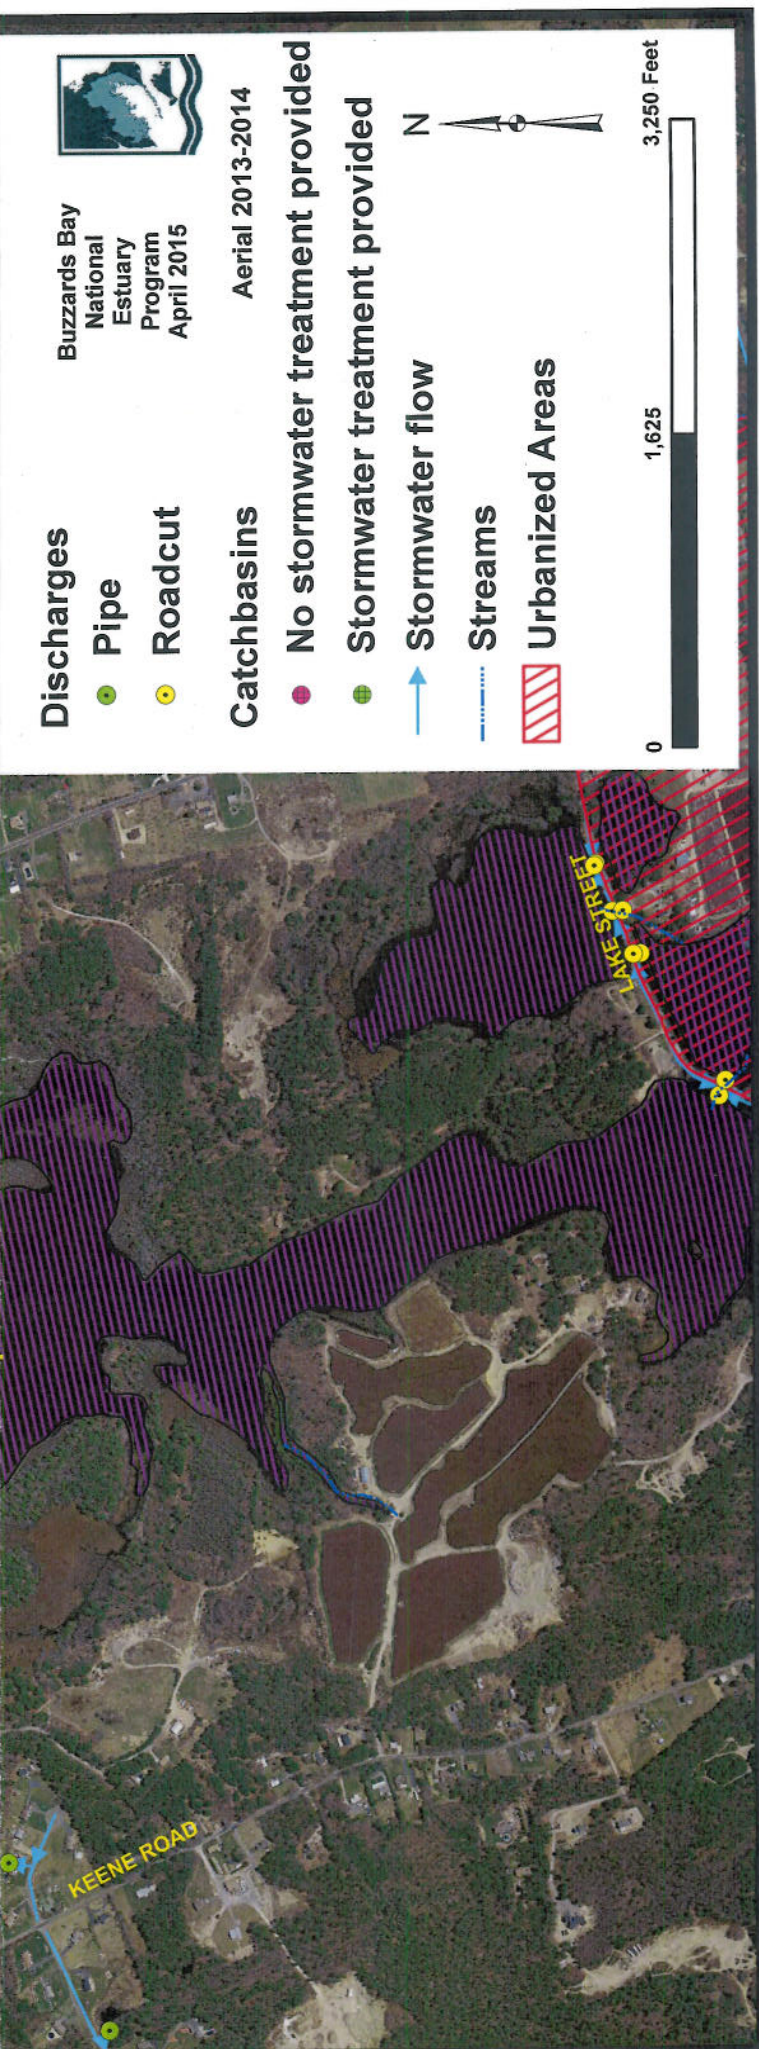 Buzzards Bay
National
Estuary
Program
April 2015
Aerial 2013-2014
Discharges
Pipe
Roadcut
Catchbasins
No stormwater treatment provided
Stormwater treatment provided
Stormwater flow
Streams
Urbanized Areas
N
0
1,625
3,250 Feet
KEENE ROAD
LAKE STREET